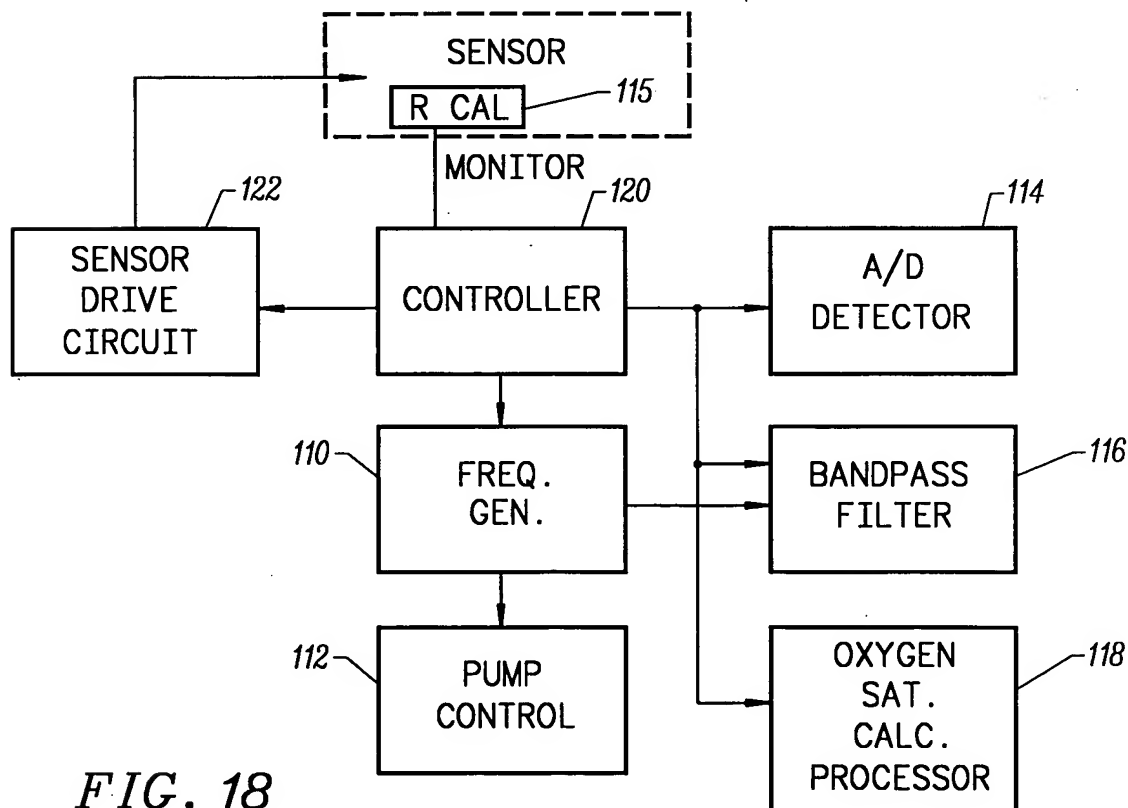 SENSOR
R CAL
115
MONITOR
122
120
114
SENSOR
DRIVE
CIRCUIT
CONTROLLER
A/D
DETECTOR
110
FREQ.
GEN.
BANDPASS
FILTER
116
112
PUMP
CONTROL
OXYGEN
SAT.
CALC.
PROCESSOR
118
FIG. 18